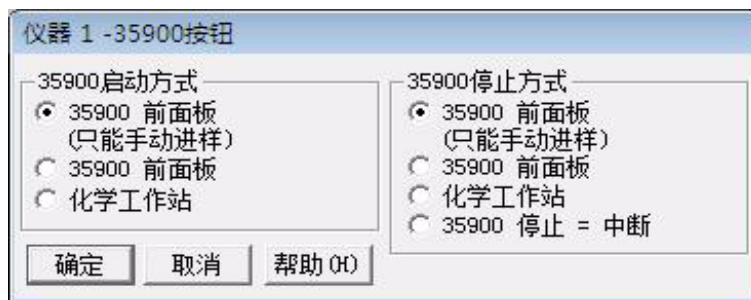 仪器 1 -35900按钮
35900启动方式
35900 前面板
(只能手动进样)
35900 前面板
化学工作站
35900停止方式
35900 前面板
(只能手动进样)
35900 前面板
化学工作站
35900 停止 = 中断
确定
取消
帮助(H)